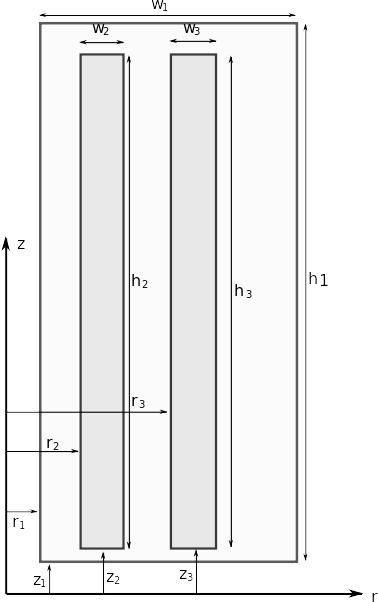 w₁
w₂ w₃
z
h₂ h₃ h1
r₃
r₂
r₁
z₁ z₂ z₃
r